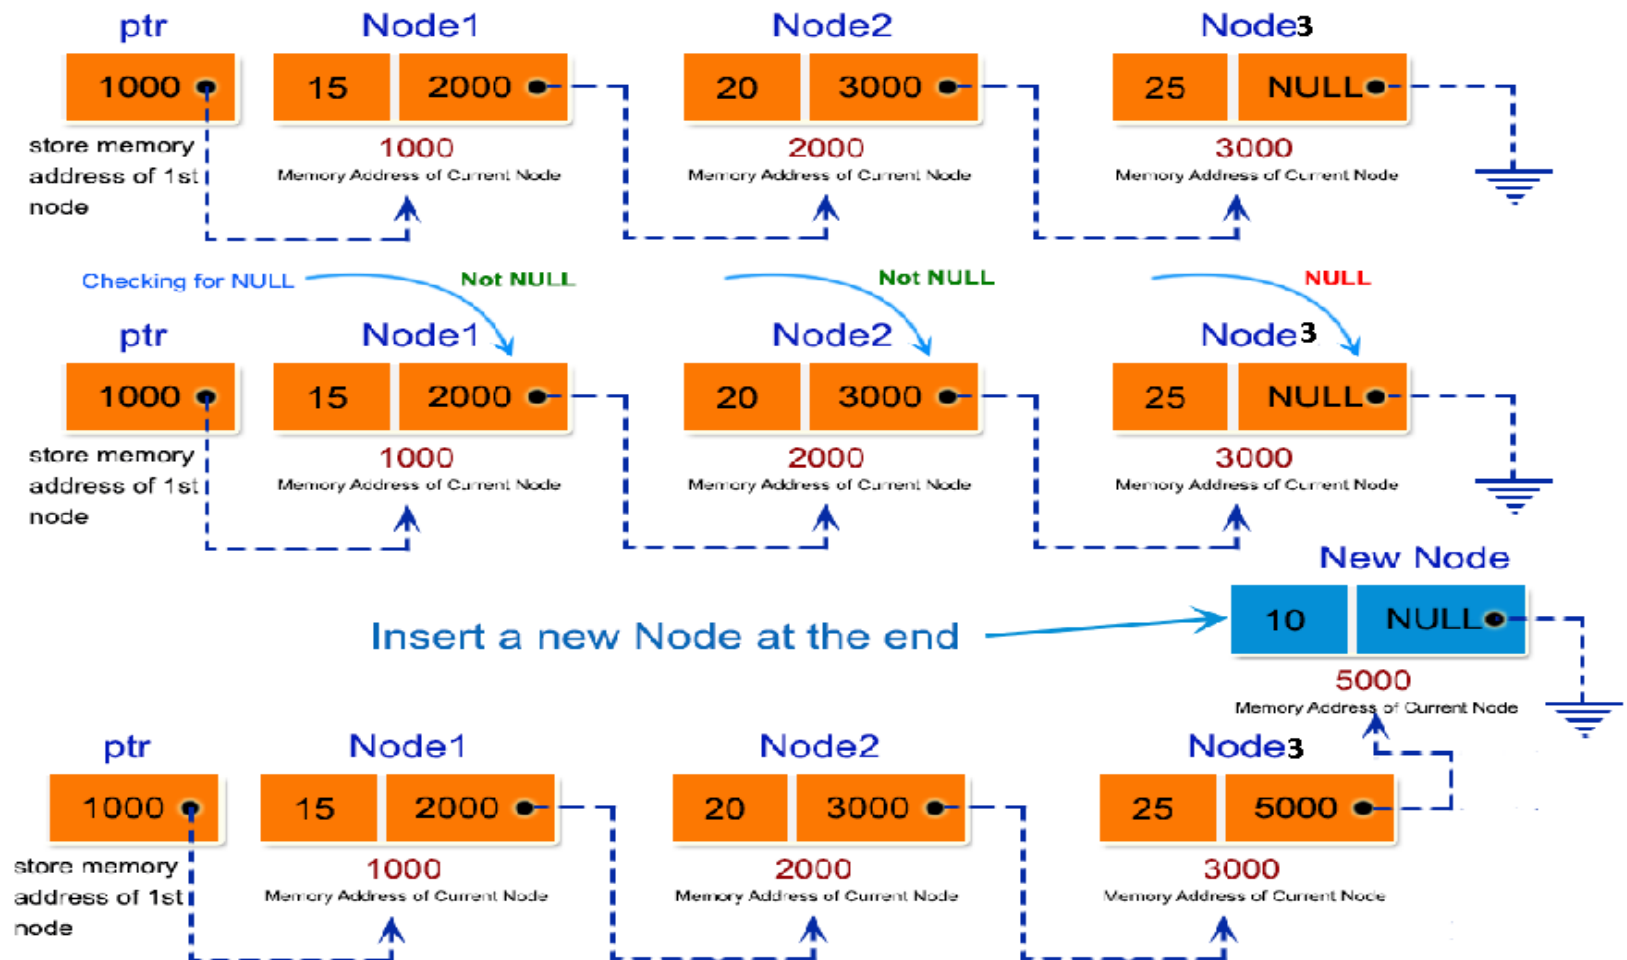 ptr Node1 Node2 Node3
1000 15 2000 20 3000 25 NULL
store memory
address of 1st
node
1000 2000 3000
Memory Address of Current Node Memory Address of Current Node Memory Address of Current Node
Checking for NULL Not NULL Not NULL NULL
ptr Node1 Node2 Node3
1000 15 2000 20 3000 25 NULL
store memory
address of 1st
node
1000 2000 3000
Memory Address of Current Node Memory Address of Current Node Memory Address of Current Node
New Node
Insert a new Node at the end 10 NULL
5000
Memory Address of Current Node
ptr Node1 Node2 Node3
1000 15 2000 20 3000 25 5000
store memory
address of 1st
node
1000 2000 3000
Memory Address of Current Node Memory Address of Current Node Memory Address of Current Node